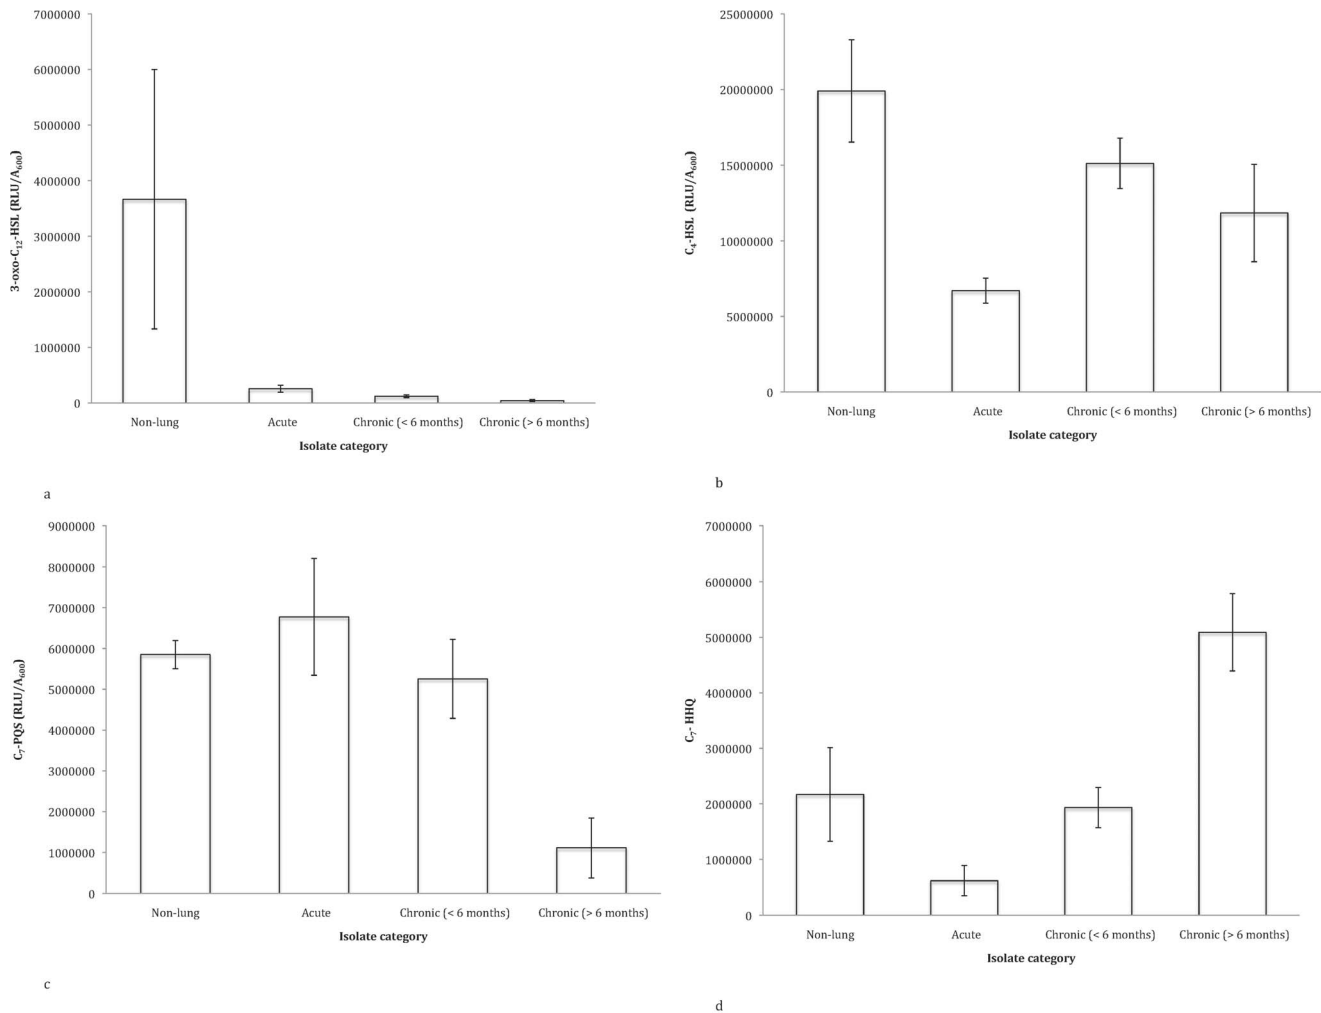 7000000
6000000
5000000
4000000
3000000
2000000
1000000
0
3-oxo-C₁₂-HSL (RLU/A₆₀₀)
Non-lung Acute Chronic (< 6 months) Chronic (> 6 months)
Isolate category
a
25000000
20000000
15000000
10000000
5000000
0
C₄-HSL (RLU/A₆₀₀)
Non-lung Acute Chronic (< 6 months) Chronic (> 6 months)
Isolate category
b
9000000
8000000
7000000
6000000
5000000
4000000
3000000
2000000
1000000
0
C₇-PQS (RLU/A₆₀₀)
Non-lung Acute Chronic (< 6 months) Chronic (> 6 months)
Isolate category
c
7000000
6000000
5000000
4000000
3000000
2000000
1000000
0
C₇- HHQ
Non-lung Acute Chronic (< 6 months) Chronic (> 6 months)
Isolate category
d